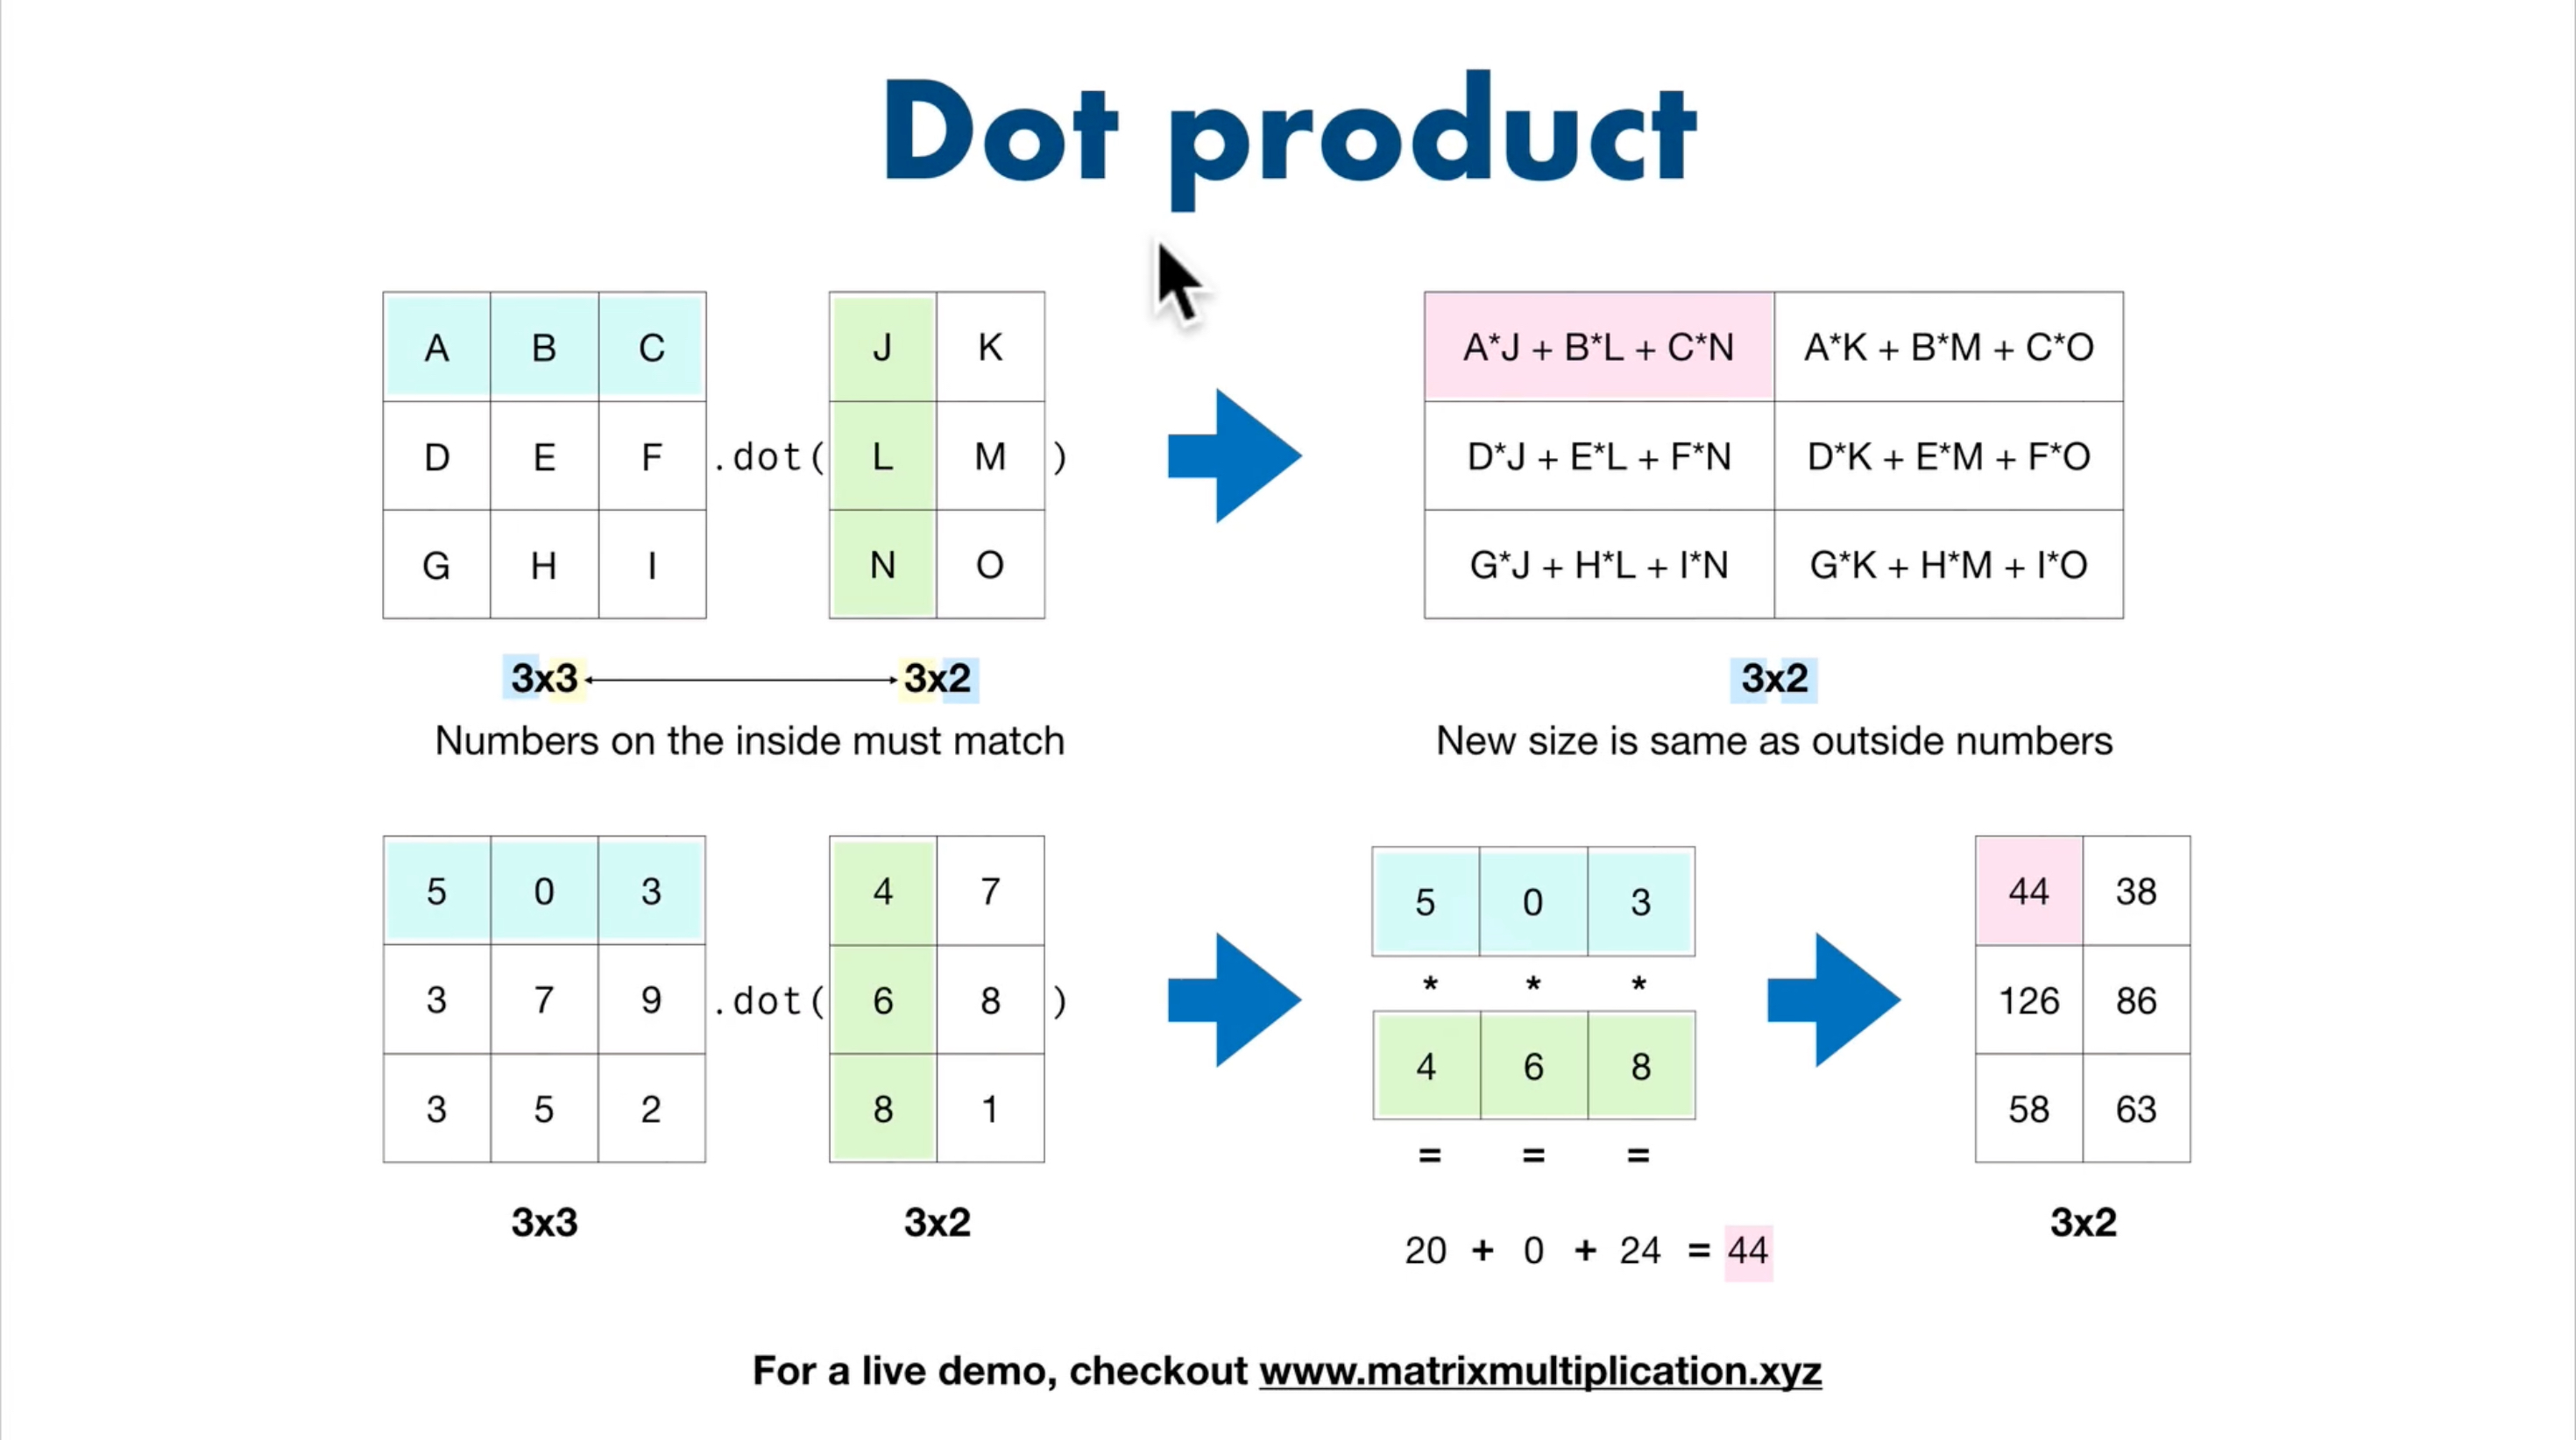 Dot product
A B C
D E F
G H I
.dot(
J K
L M
N O
)
A*J + B*L + C*N A*K + B*M + C*O
D*J + E*L + F*N D*K + E*M + F*O
G*J + H*L + I*N G*K + H*M + I*O
3x3 3x2
Numbers on the inside must match
3x2
New size is same as outside numbers
5 0 3
3 7 9
3 5 2
.dot(
4 7
6 8
8 1
)
5 0 3
* * *
4 6 8
= = =
20 + 0 + 24 = 44
44 38
126 86
58 63
3x3
3x2
3x2
For a live demo, checkout www.matrixmultiplication.xyz